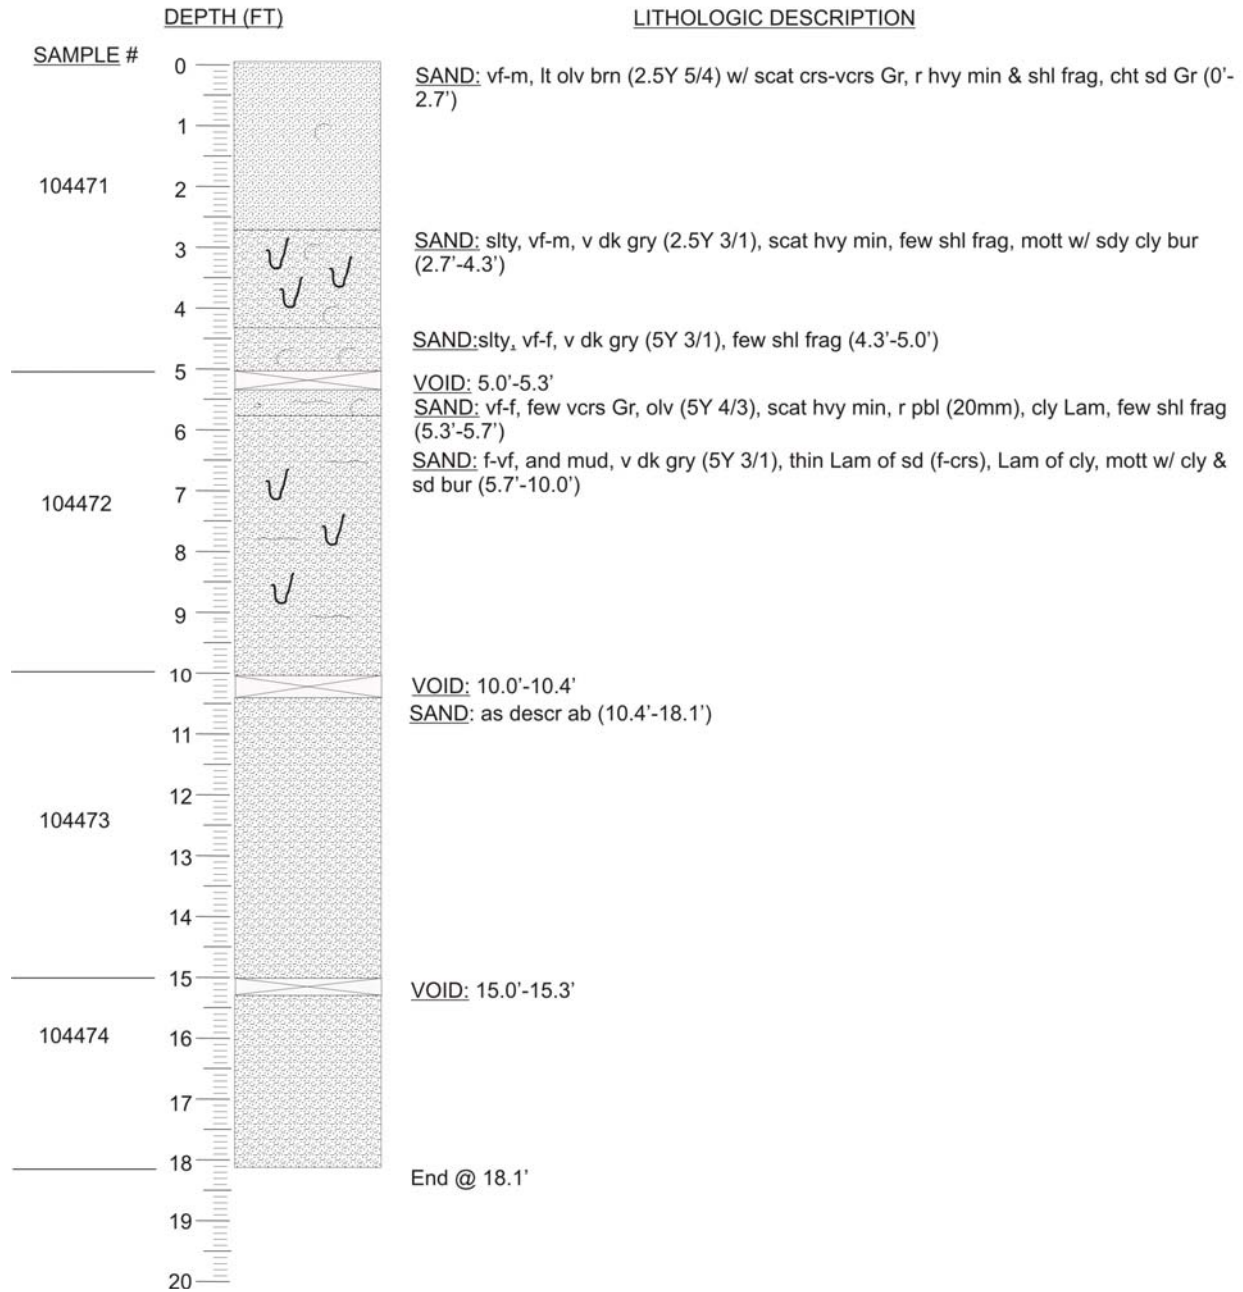 DEPTH (FT) LITHOLOGIC DESCRIPTION
SAMPLE #
0
SAND: vf-m, lt olv brn (2.5Y 5/4) w/ scat crs-vcrs Gr, r hvy min & shl frag, cht sd Gr (0’-
2.7’)
1
104471
2
3
SAND: slty, vf-m, v dk gry (2.5Y 3/1), scat hvy min, few shl frag, mott w/ sdy cly bur
(2.7’-4.3’)
4
SAND:slty, vf-f, v dk gry (5Y 3/1), few shl frag (4.3’-5.0’)
5
VOID: 5.0’-5.3’
SAND: vf-f, few vcrs Gr, olv (5Y 4/3), scat hvy min, r pbl (20mm), cly Lam, few shl frag
(5.3’-5.7’)
6
SAND: f-vf, and mud, v dk gry (5Y 3/1), thin Lam of sd (f-crs), Lam of cly, mott w/ cly &
sd bur (5.7’-10.0’)
7
104472
8
9
10
VOID: 10.0’-10.4’
SAND: as descr ab (10.4’-18.1’)
11
12
104473
13
14
15
VOID: 15.0’-15.3’
104474
16
17
18
End @ 18.1’
19
20